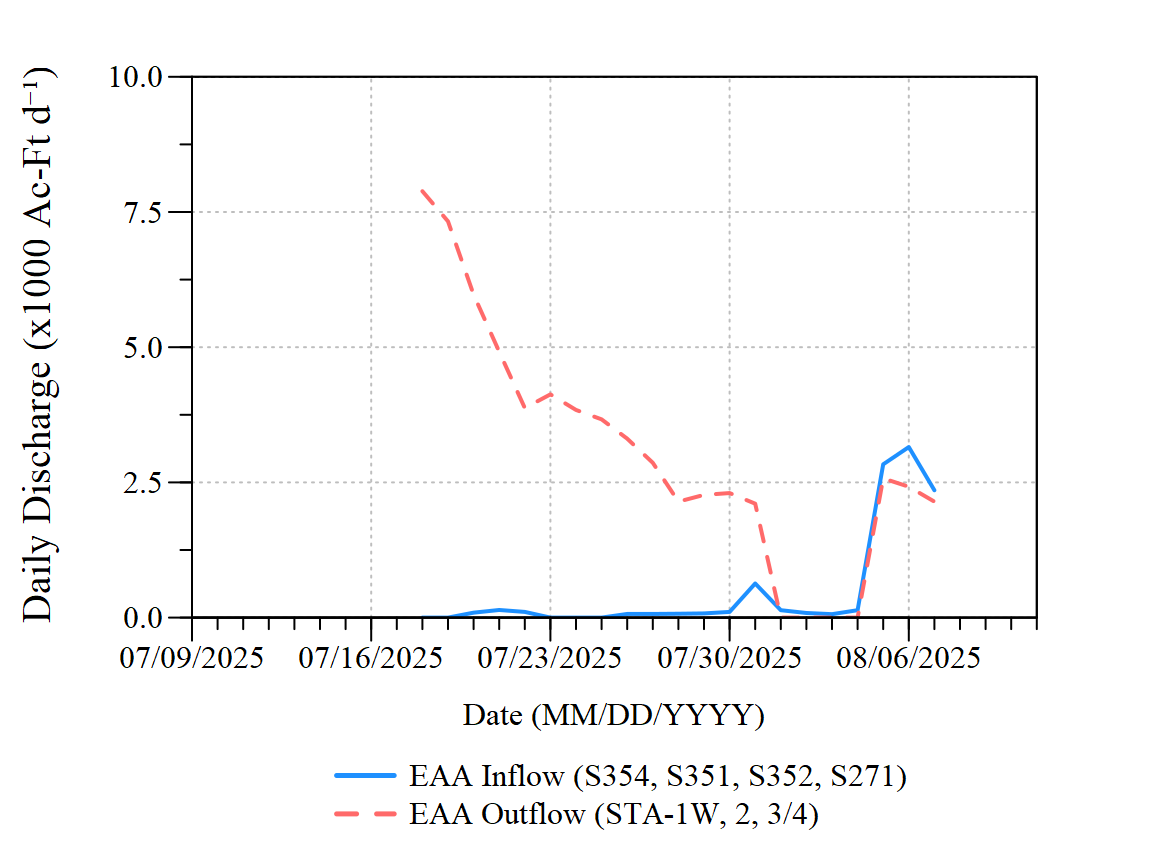 Daily Discharge (x1000 Ac-Ft d⁻¹)
10.0
7.5
5.0
2.5
0.0
07/09/2025 07/16/2025 07/23/2025 07/30/2025 08/06/2025
Date (MM/DD/YYYY)
EAA Inflow (S354, S351, S352, S271)
EAA Outflow (STA-1W, 2, 3/4)